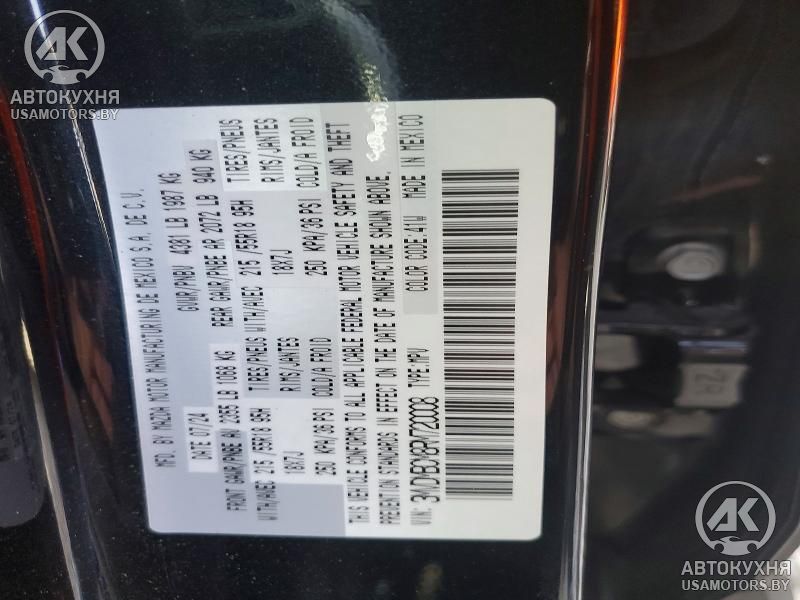 AK
АВТОКУХНЯ
USAMOTORS.BY
MFD. BY MAZDA MOTOR MANUFACTURING DE MEXICO S.A. DE C.V.
DATE: 07/24 GVWR/PNBV 4381 LB 1987 KG
FRONT GAWR/PNBE AV LB KG REAR GAWR/PNBE AR 2072 LB 940 KG
WITH/AVEC 215 /55R18 95H TIRES/PNEUS WITH/AVEC 215 /55R18 95H TIRES/PNEUS
18X7J RIMS/JANTES 18X7J RIMS/JANTES
250 KPA/36 PSI COLD/A FROID 250 KPA/36 PSI COLD/A FROID
THIS VEHICLE CONFORMS TO ALL APPLICABLE FEDERAL MOTOR VEHICLE SAFETY AND THEFT
PREVENTION STANDARDS IN EFFECT ON THE DATE OF MANUFACTURE SHOWN ABOVE.
VIN: TYPE:MPV COLOR CODE:41W MADE IN MEXICO
AK
АВТОКУХНЯ
USAMOTORS.BY